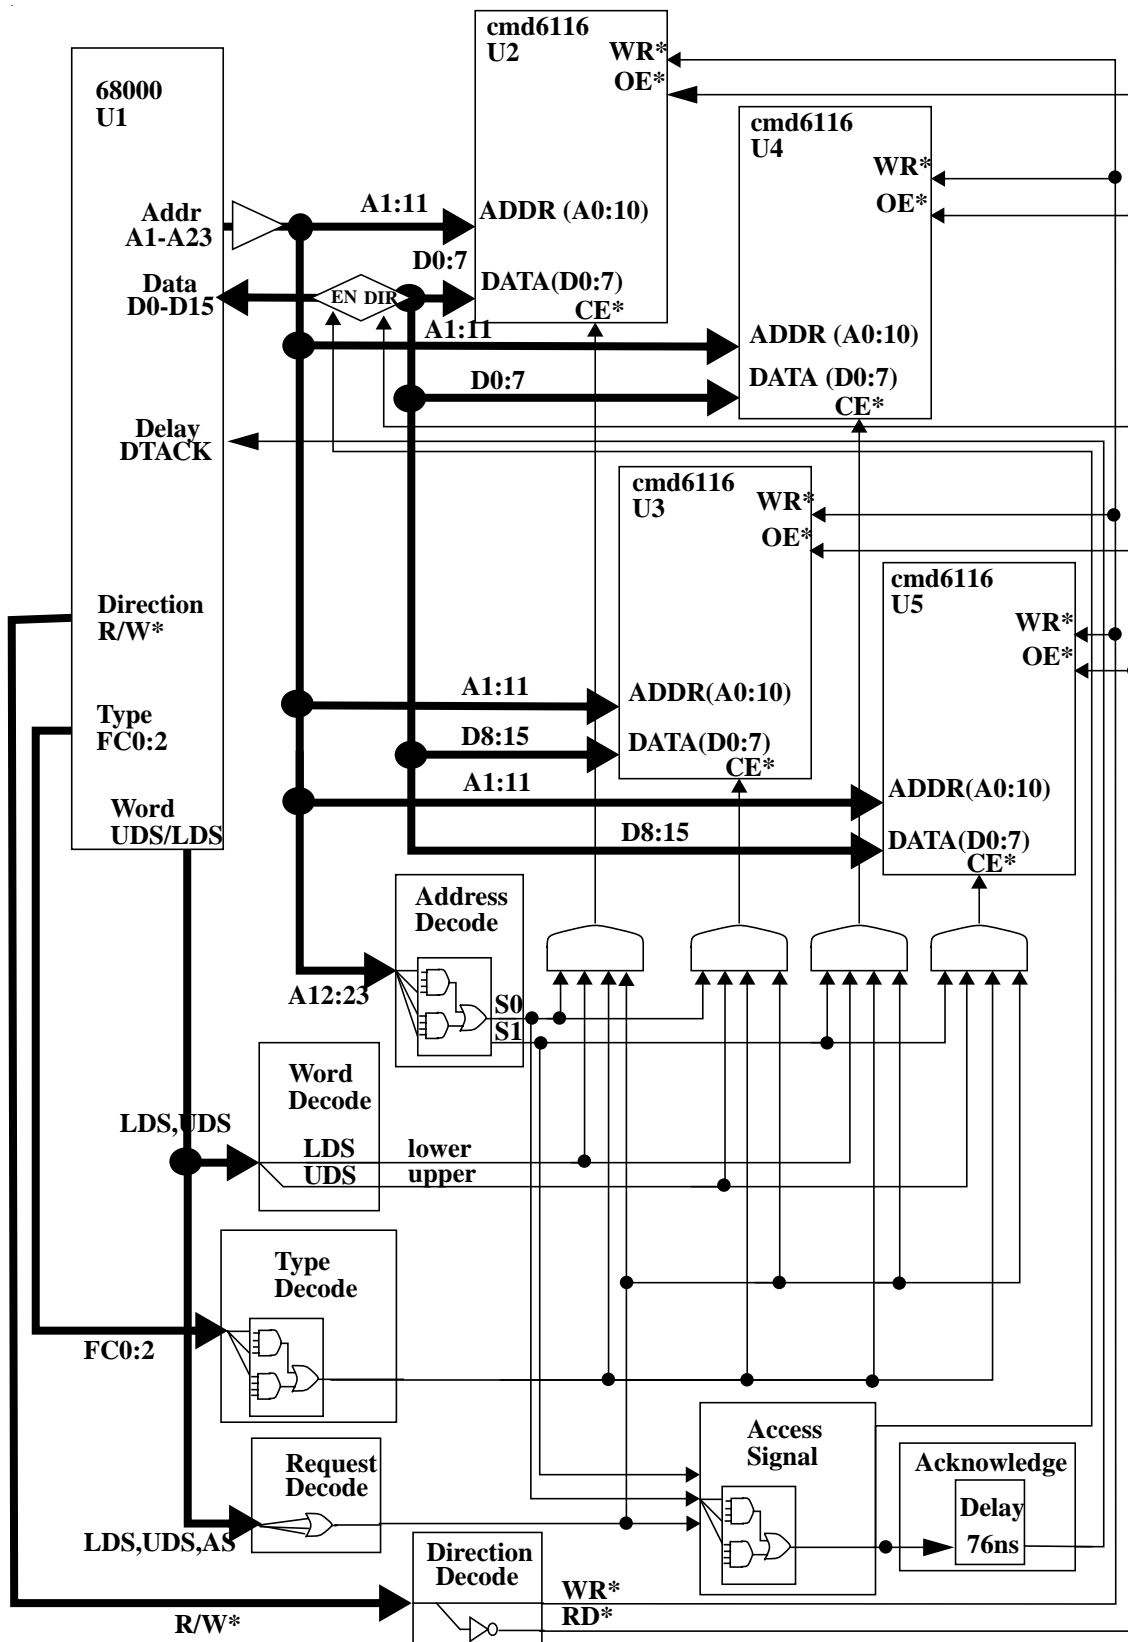 cmd6116
U2
WR*
OE*
68000
U1
cmd6116
U4
WR*
OE*
Addr
A1-A23
A1:11
ADDR (A0:10)
D0:7
Data
D0-D15
EN DIR
DATA(D0:7)
CE*
A1:11
ADDR (A0:10)
D0:7
DATA (D0:7)
CE*
Delay
DTACK
cmd6116
U3
WR*
OE*
cmd6116
U5
WR*
OE*
Direction
R/W*
Type
FC0:2
A1:11
ADDR(A0:10)
D8:15
DATA(D0:7)
CE*
A1:11
ADDR(A0:10)
Word
UDS/LDS
D8:15
DATA(D0:7)
CE*
Address
Decode
A12:23
S0
S1
Word
Decode
LDS,UDS
LDS
lower
UDS
upper
Type
Decode
FC0:2
Access
Signal
Request
Decode
Acknowledge
Delay
76ns
LDS,UDS,AS
Direction
Decode
WR*
RD*
R/W*